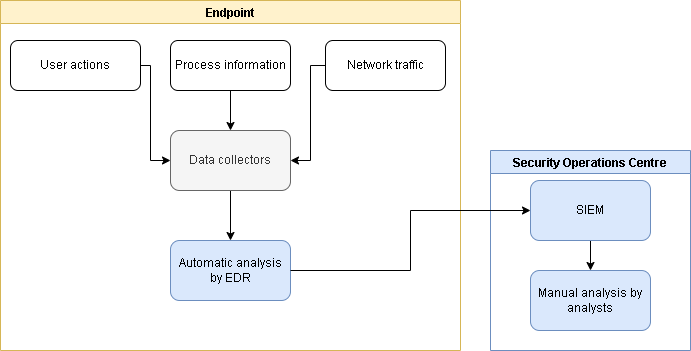 Endpoint
User actions
Process information
Network traffic
Data collectors
Security Operations Centre
SIEM
Automatic analysis
by EDR
Manual analysis by
analysts